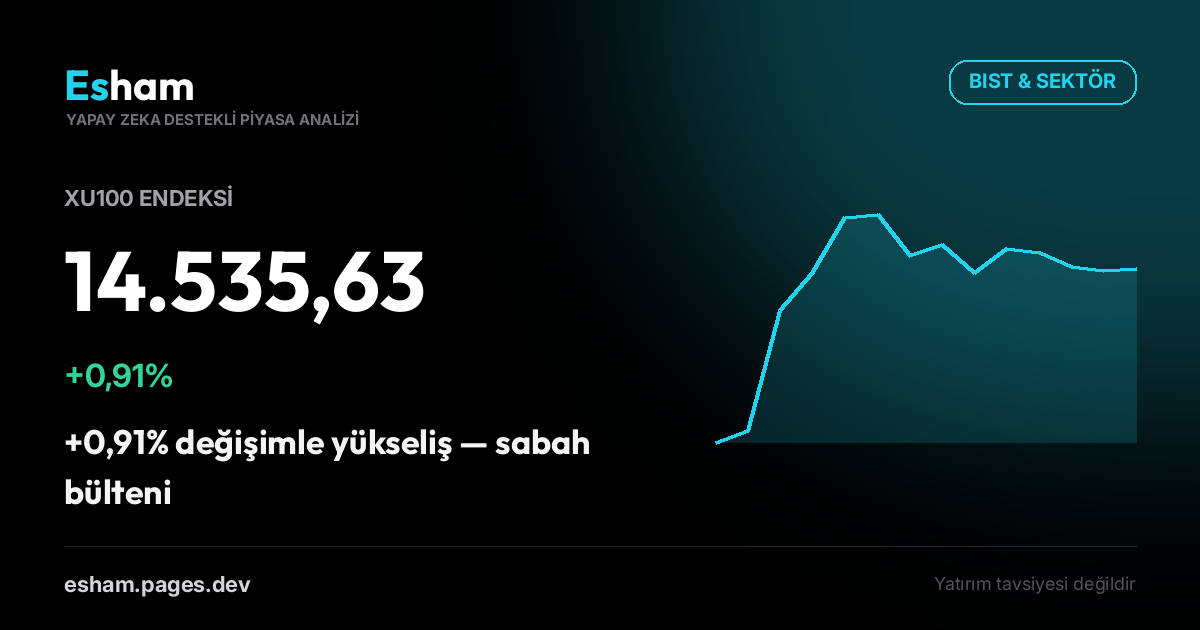 Esham
YAPAY ZEKA DESTEKLİ PİYASA ANALİZİ
BIST & SEKTÖR
XU100 ENDEKSİ
14.535,63
+0,91%
+0,91% değişimle yükseliş — sabah
bülteni
esham.pages.dev
Yatırım tavsiyesi değildir